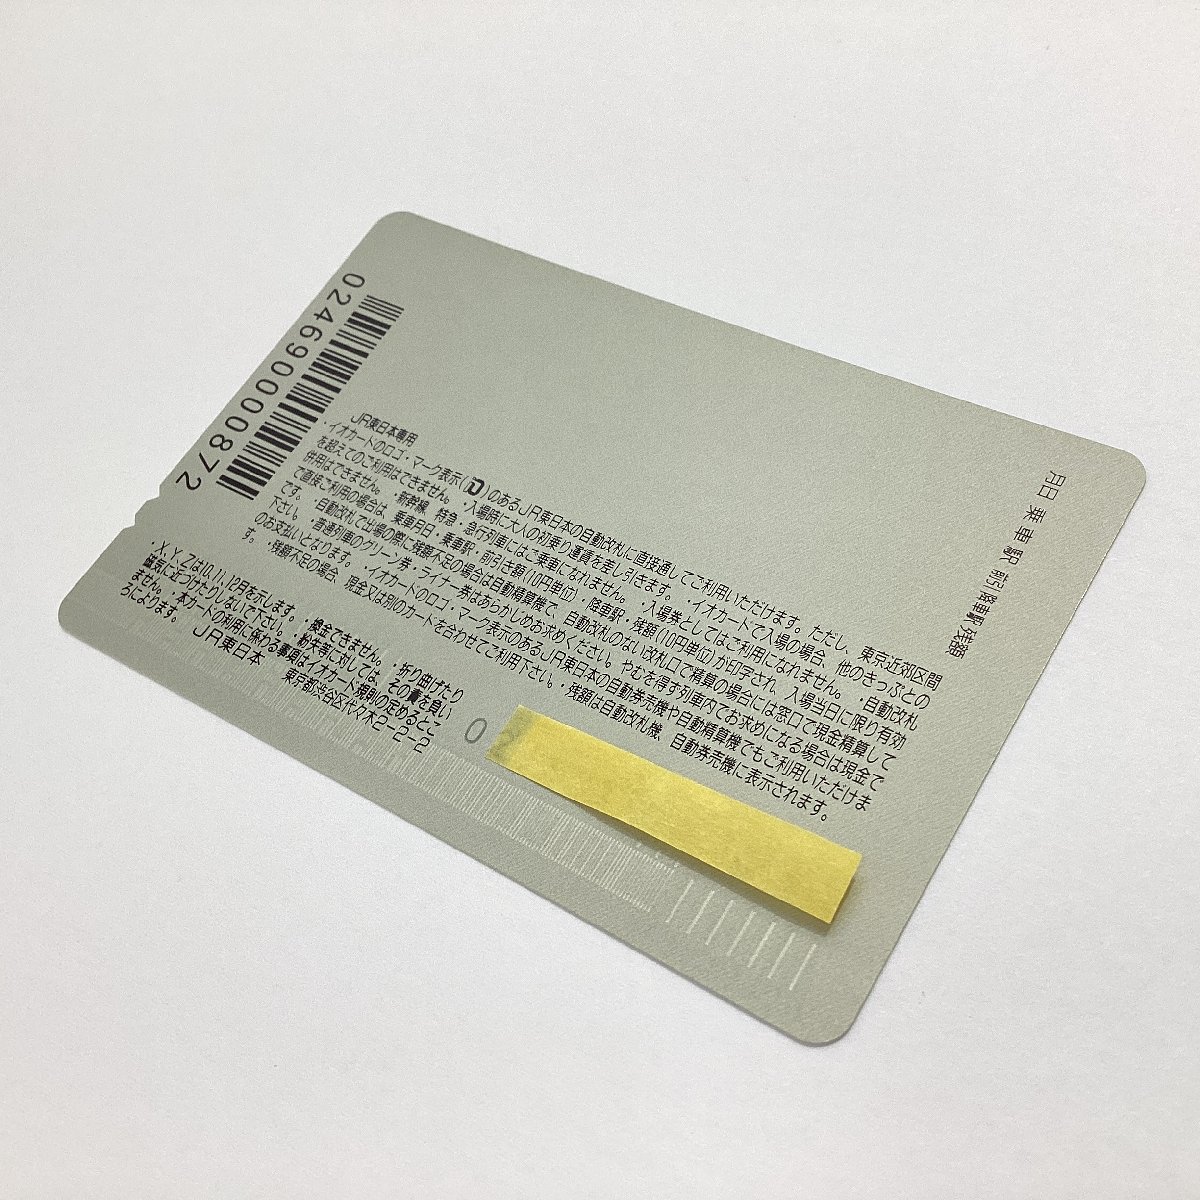 月日 乗車駅 前引 降車駅 残額
0246900000872
JR東日本専用
・イオカードのロゴ・マーク表示( )のあるJR東日本の自動改札に直接通してご利用いただけます。ただし、東京近郊区間
を超えてのご利用はできません。・入場時に大人の初乗り運賃を差し引きます。・イオカードで入場の場合、他のきっぷとの
併用はできません。・新幹線、特急・急行列車にはご乗車になれません。・入場券としてはご利用になれません。・自動改札
で直接ご利用の場合は、乗車月日・乗車駅・前引き額(10円単位)・降車駅・残額(10円単位)が印字され、入場当日に限り有効
です。・自動改札で出場の際に残額不足の場合は自動精算機で、自動改札のない改札口で精算の場合には窓口で現金精算して
下さい。・普通列車のグリーン券・ライナー券はあらかじめお求めください。やむを得ず列車内でお求めになる場合は現金で
のお支払いとなります。・イオカードのロゴ・マーク表示のあるJR東日本の自動券売機や自動精算機でもご利用いただけま
す。・残額不足の場合、現金又は別のカードを合わせてご利用下さい。・残額は自動改札機、自動券売機に表示されます。
・X、Y、Zは10、11、12月を示します。・換金できません。・折り曲げたり
磁気に近づけたりしないで下さい。・紛失等に対しては、その責を負い
ません。・本カードの利用に係わる事項はイオカード規則の定めるとこ
ろによります。
JR東日本 東京都渋谷区代々木2-2-2
0